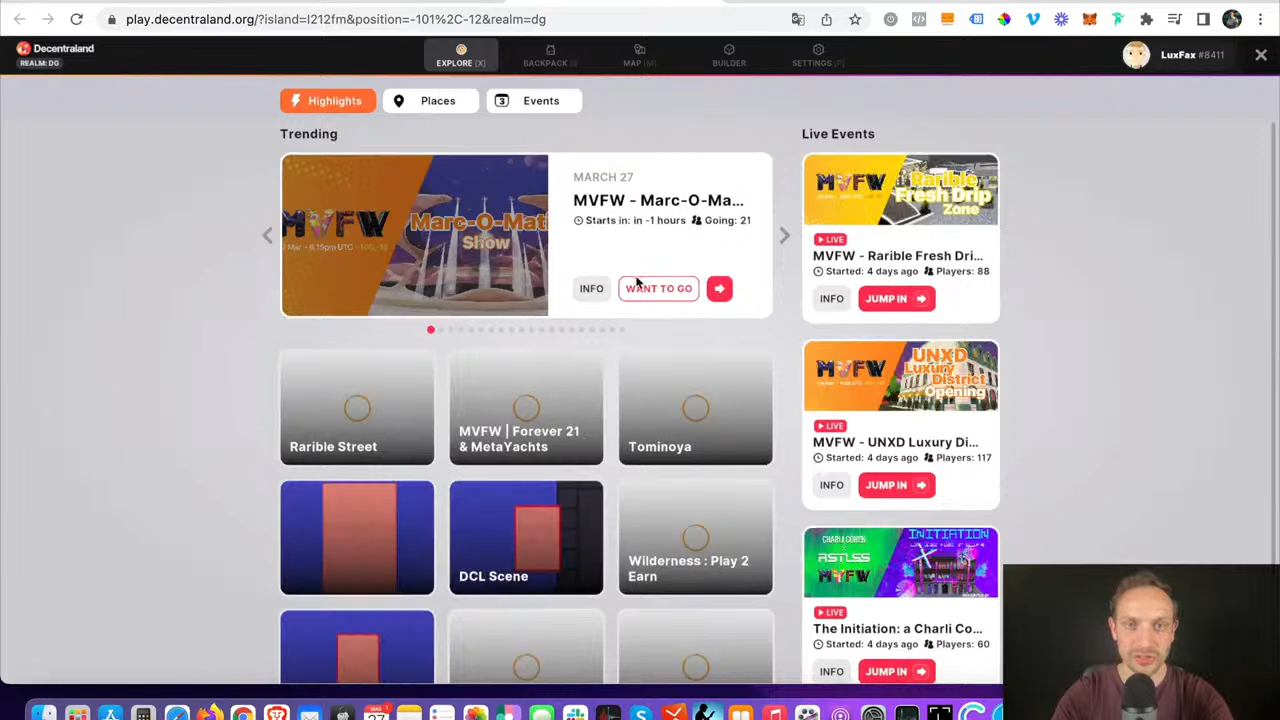 play.decentraland.org/?island=I212fm&position=-101%2C-12&realm=dg
Decentraland
REALM: DG
EXPLORE [X]
BACKPACK [I]
MAP [M]
BUILDER
SETTINGS [P]
LuxFax #8411
Highlights
Places
Events
Trending
Live Events
MVFW
Marc-O-Mati
Show
MARCH 27
MVFW - Marc-O-Ma...
Starts in: in -1 hours Going: 21
INFO
WANT TO GO
MVFW
Rarible
Fresh Drip
Zone
LIVE
MVFW - Rarible Fresh Dri...
Started: 4 days ago Players: 88
INFO
JUMP IN
Rarible Street
MVFW | Forever 21
& MetaYachts
Tominoya
MVFW
UNXD
Luxury
District
Opening
LIVE
MVFW - UNXD Luxury Di...
Started: 4 days ago Players: 117
INFO
JUMP IN
DCL Scene
Wilderness : Play 2
Earn
CHARLI COHEN
RSTLSS
MVFW
INITIATION
LIVE
The Initiation: a Charli Co...
Started: 4 days ago Players: 60
INFO
JUMP IN